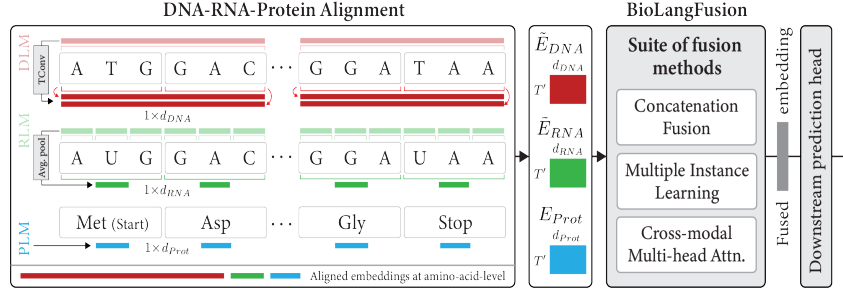 DNA-RNA-Protein Alignment
BioLangFusion
DLM
TConv
A T G G A C ··· G G A T A A
1×d_DNA
RLM
Avg. pool
A U G G A C ··· G G A U A A
1×d_RNA
PLM
Met (Start) Asp ··· Gly Stop
1×d_Prot
Aligned embeddings at amino-acid-level
Ẽ_DNA
d_DNA
T'
Ẽ_RNA
d_RNA
T'
E_Prot
d_Prot
T'
Suite of fusion
methods
Concatenation
Fusion
Multiple Instance
Learning
Cross-modal
Multi-head Attn.
Fused embedding
Downstream prediction head